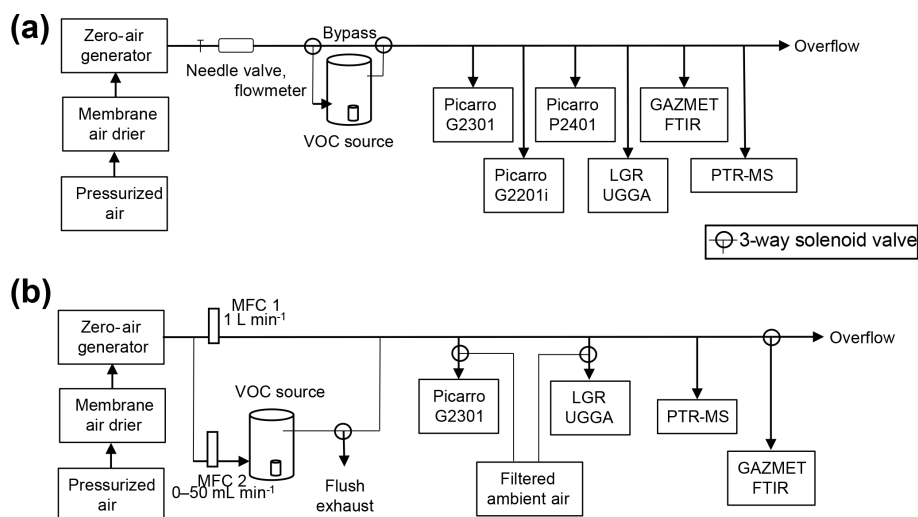 (a)
Zero-air
generator
Membrane
air drier
Pressurized
air
Needle valve,
flowmeter
Bypass
VOC source
Picarro
G2301
Picarro
G2201i
Picarro
P2401
LGR
UGGA
GAZMET
FTIR
PTR-MS
Overflow
3-way solenoid valve
(b)
Zero-air
generator
Membrane
air drier
Pressurized
air
MFC 1
1 L min⁻¹
VOC source
MFC 2
0–50 mL min⁻¹
Flush
exhaust
Picarro
G2301
Filtered
ambient air
LGR
UGGA
PTR-MS
GAZMET
FTIR
Overflow